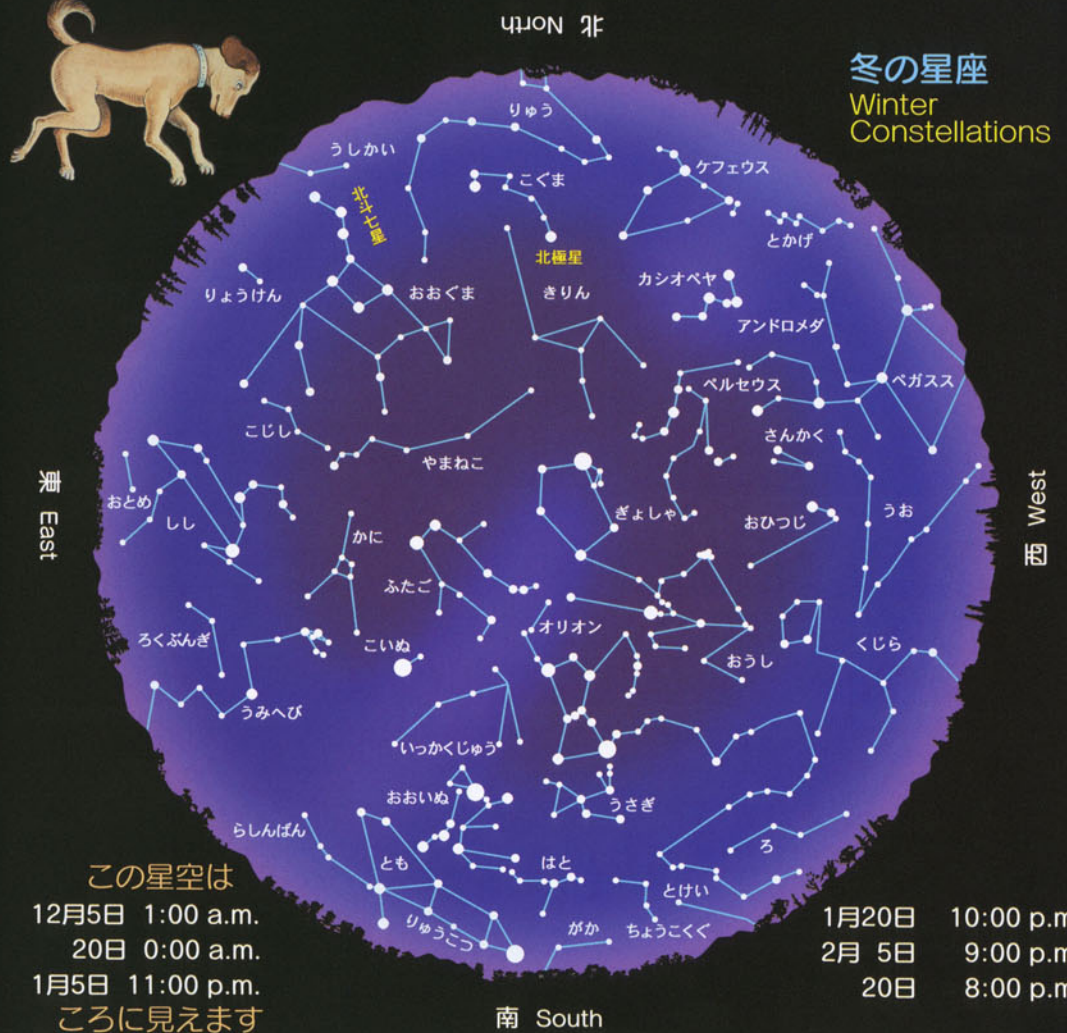 北 North
冬の星座
Winter
Constellations
りゅう
うしかい
ケフェウス
こぐま
北斗七星
とかげ
北極星
カシオペヤ
りょうけん
おおぐま
きりん
アンドロメダ
ペルセウス
ペガスス
こじし
さんかく
やまねこ
東 East
おとめ
しし
ぎょしゃ
おひつじ
うお
西 West
かに
ふたご
オリオン
ろくぶんぎ
こいぬ
くじら
おうし
うみへび
いっかくじゅう
おおいぬ
うさぎ
らしんばん
とも
はと
ろ
とけい
りゅうこつ
がか
ちょうこくぐ
この星空は
12月5日 1:00 a.m.
20日 0:00 a.m.
1月5日 11:00 p.m.
ころに見えます
1月20日 10:00 p.m
2月 5日 9:00 p.m
20日 8:00 p.m
南 South